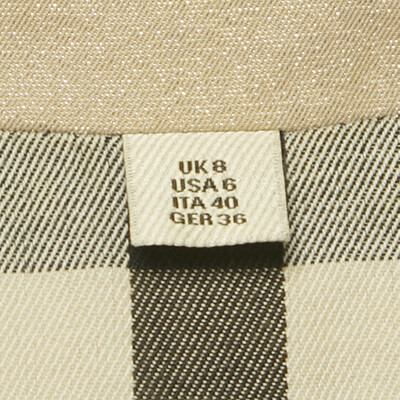 UK 8
USA 6
ITA 40
GER 36